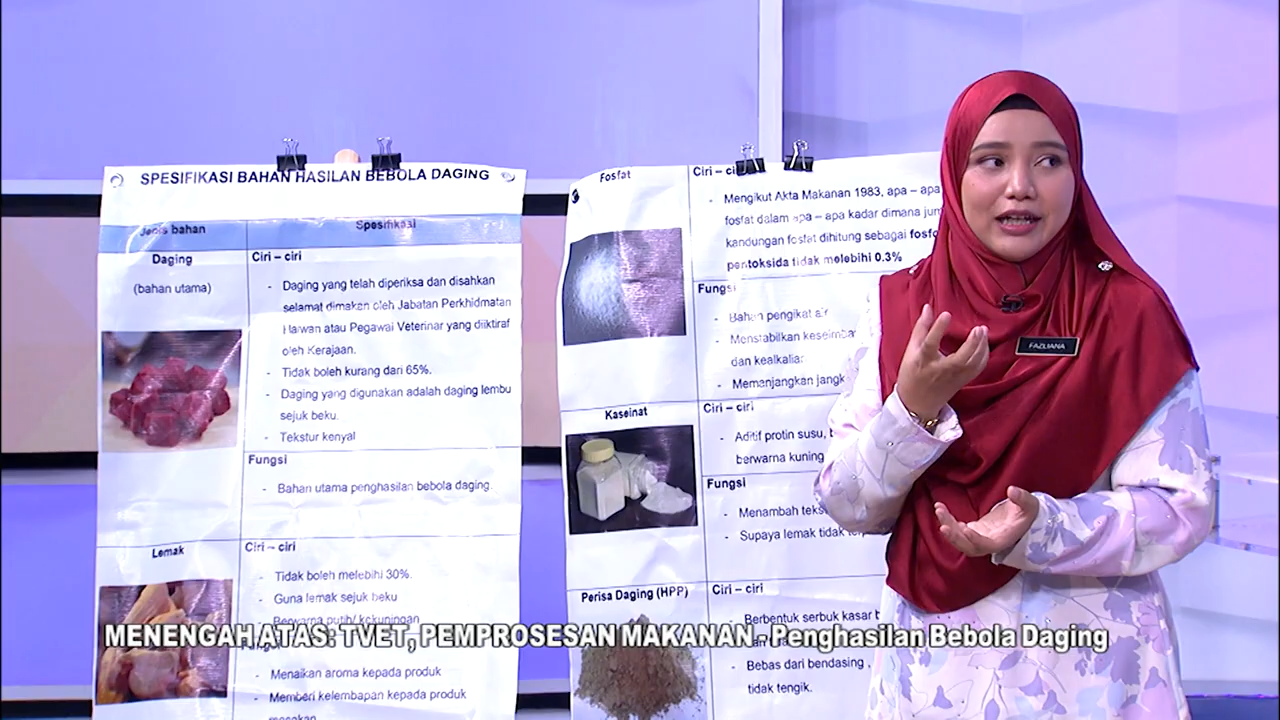 SPESIFIKASI BAHAN HASILAN BEBOLA DAGING
Jenis bahan
Spesifikasi
Daging
(bahan utama)
Ciri – ciri
- Daging yang telah diperiksa dan disahkan
selamat dimakan oleh Jabatan Perkhidmatan
Haiwan atau Pegawai Veterinar yang diiktiraf
oleh Kerajaan.
- Tidak boleh kurang dari 65%.
- Daging yang digunakan adalah daging lembu
sejuk beku.
- Tekstur kenyal
Fungsi
- Bahan utama penghasilan bebola daging.
Lemak
Ciri – ciri
- Tidak boleh melebihi 30%.
- Guna lemak sejuk beku
- Berwarna putih/ kekuningan
Fungsi
- Menaikan aroma kepada produk
- Memberi kelembapan kepada produk
Fosfat
Ciri – ci
- Mengikut Akta Makanan 1983, apa – apa
fosfat dalam apa – apa kadar dimana
kandungan fosfat dihitung sebagai
pentoksida tidak melebihi 0.3%
Fungsi
- Bahan pengikat air
- Menstabilkan
dan
- Memanjangkan
Kaseinat
Ciri – ciri
- Aditif protin susu,
berwarna kuning
Fungsi
- Menambah
- Supaya lemak tidak
Perisa Daging (HPP)
Ciri – ciri
- Berbentuk serbuk kasar
- Bebas dari bendasing
tidak tengik.
FAZLIANA
MENENGAH ATAS: TVET, PEMPROSESAN MAKANAN - Penghasilan Bebola Daging